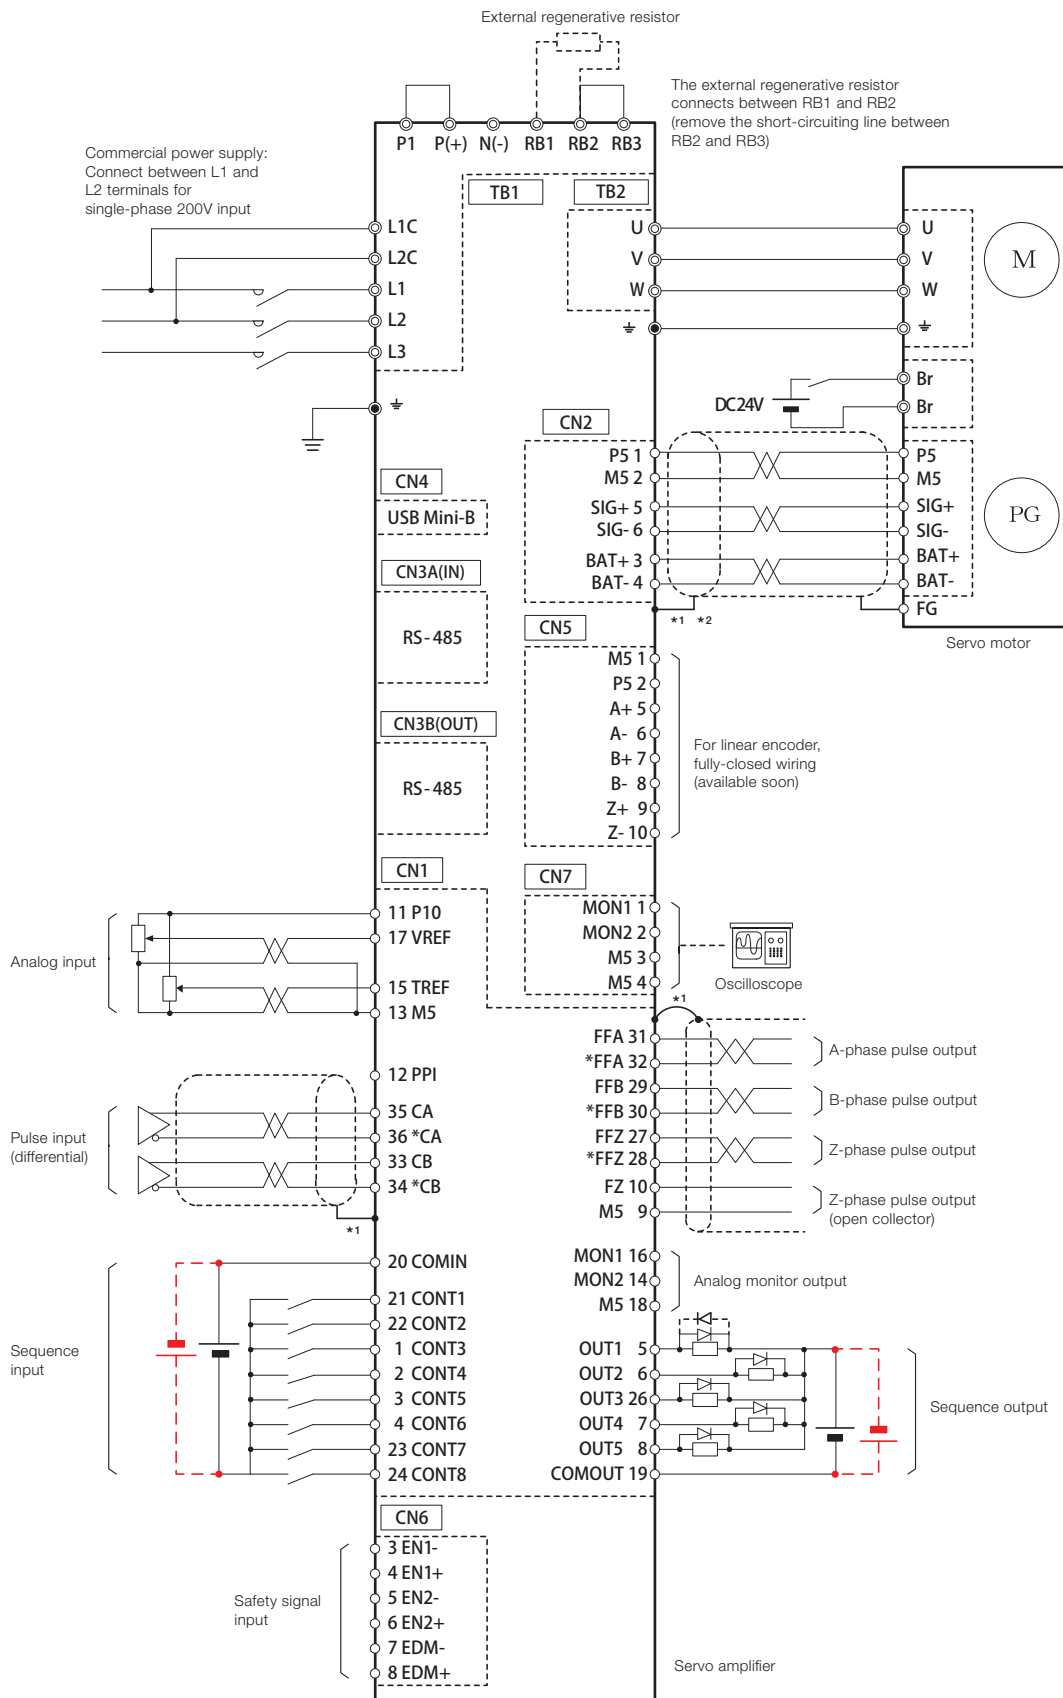 External regenerative resistor
The external regenerative resistor
connects between RB1 and RB2
(remove the short-circuiting line between
RB2 and RB3)
P1 P(+) N(-) RB1 RB2 RB3
Commercial power supply:
Connect between L1 and
L2 terminals for
single-phase 200V input
TB1
TB2
L1C
L2C
L1
L2
L3
U
V
W
U
V
W
M
Br
Br
DC24V
CN2
P5 1
M5 2
SIG+ 5
SIG- 6
BAT+ 3
BAT- 4
P5
M5
SIG+
SIG-
BAT+
BAT-
FG
PG
*1 *2
Servo motor
CN4
USB Mini-B
CN3A(IN)
RS-485
CN3B(OUT)
RS-485
CN5
M5 1
P5 2
A+ 5
A- 6
B+ 7
B- 8
Z+ 9
Z- 10
For linear encoder,
fully-closed wiring
(available soon)
CN1
CN7
MON1 1
MON2 2
M5 3
M5 4
Oscilloscope
Analog input
11 P10
17 VREF
15 TREF
13 M5
12 PPI
Pulse input
(differential)
35 CA
36 *CA
33 CB
34 *CB
*1
*1
FFA 31
*FFA 32
FFB 29
*FFB 30
FFZ 27
*FFZ 28
FZ 10
M5 9
A-phase pulse output
B-phase pulse output
Z-phase pulse output
Z-phase pulse output
(open collector)
MON1 16
MON2 14
M5 18
Analog monitor output
Sequence
input
20 COMIN
21 CONT1
22 CONT2
1 CONT3
2 CONT4
3 CONT5
4 CONT6
23 CONT7
24 CONT8
OUT1 5
OUT2 6
OUT3 26
OUT4 7
OUT5 8
COMOUT 19
Sequence output
CN6
3 EN1-
4 EN1+
5 EN2-
6 EN2+
7 EDM-
8 EDM+
Safety signal
input
Servo amplifier